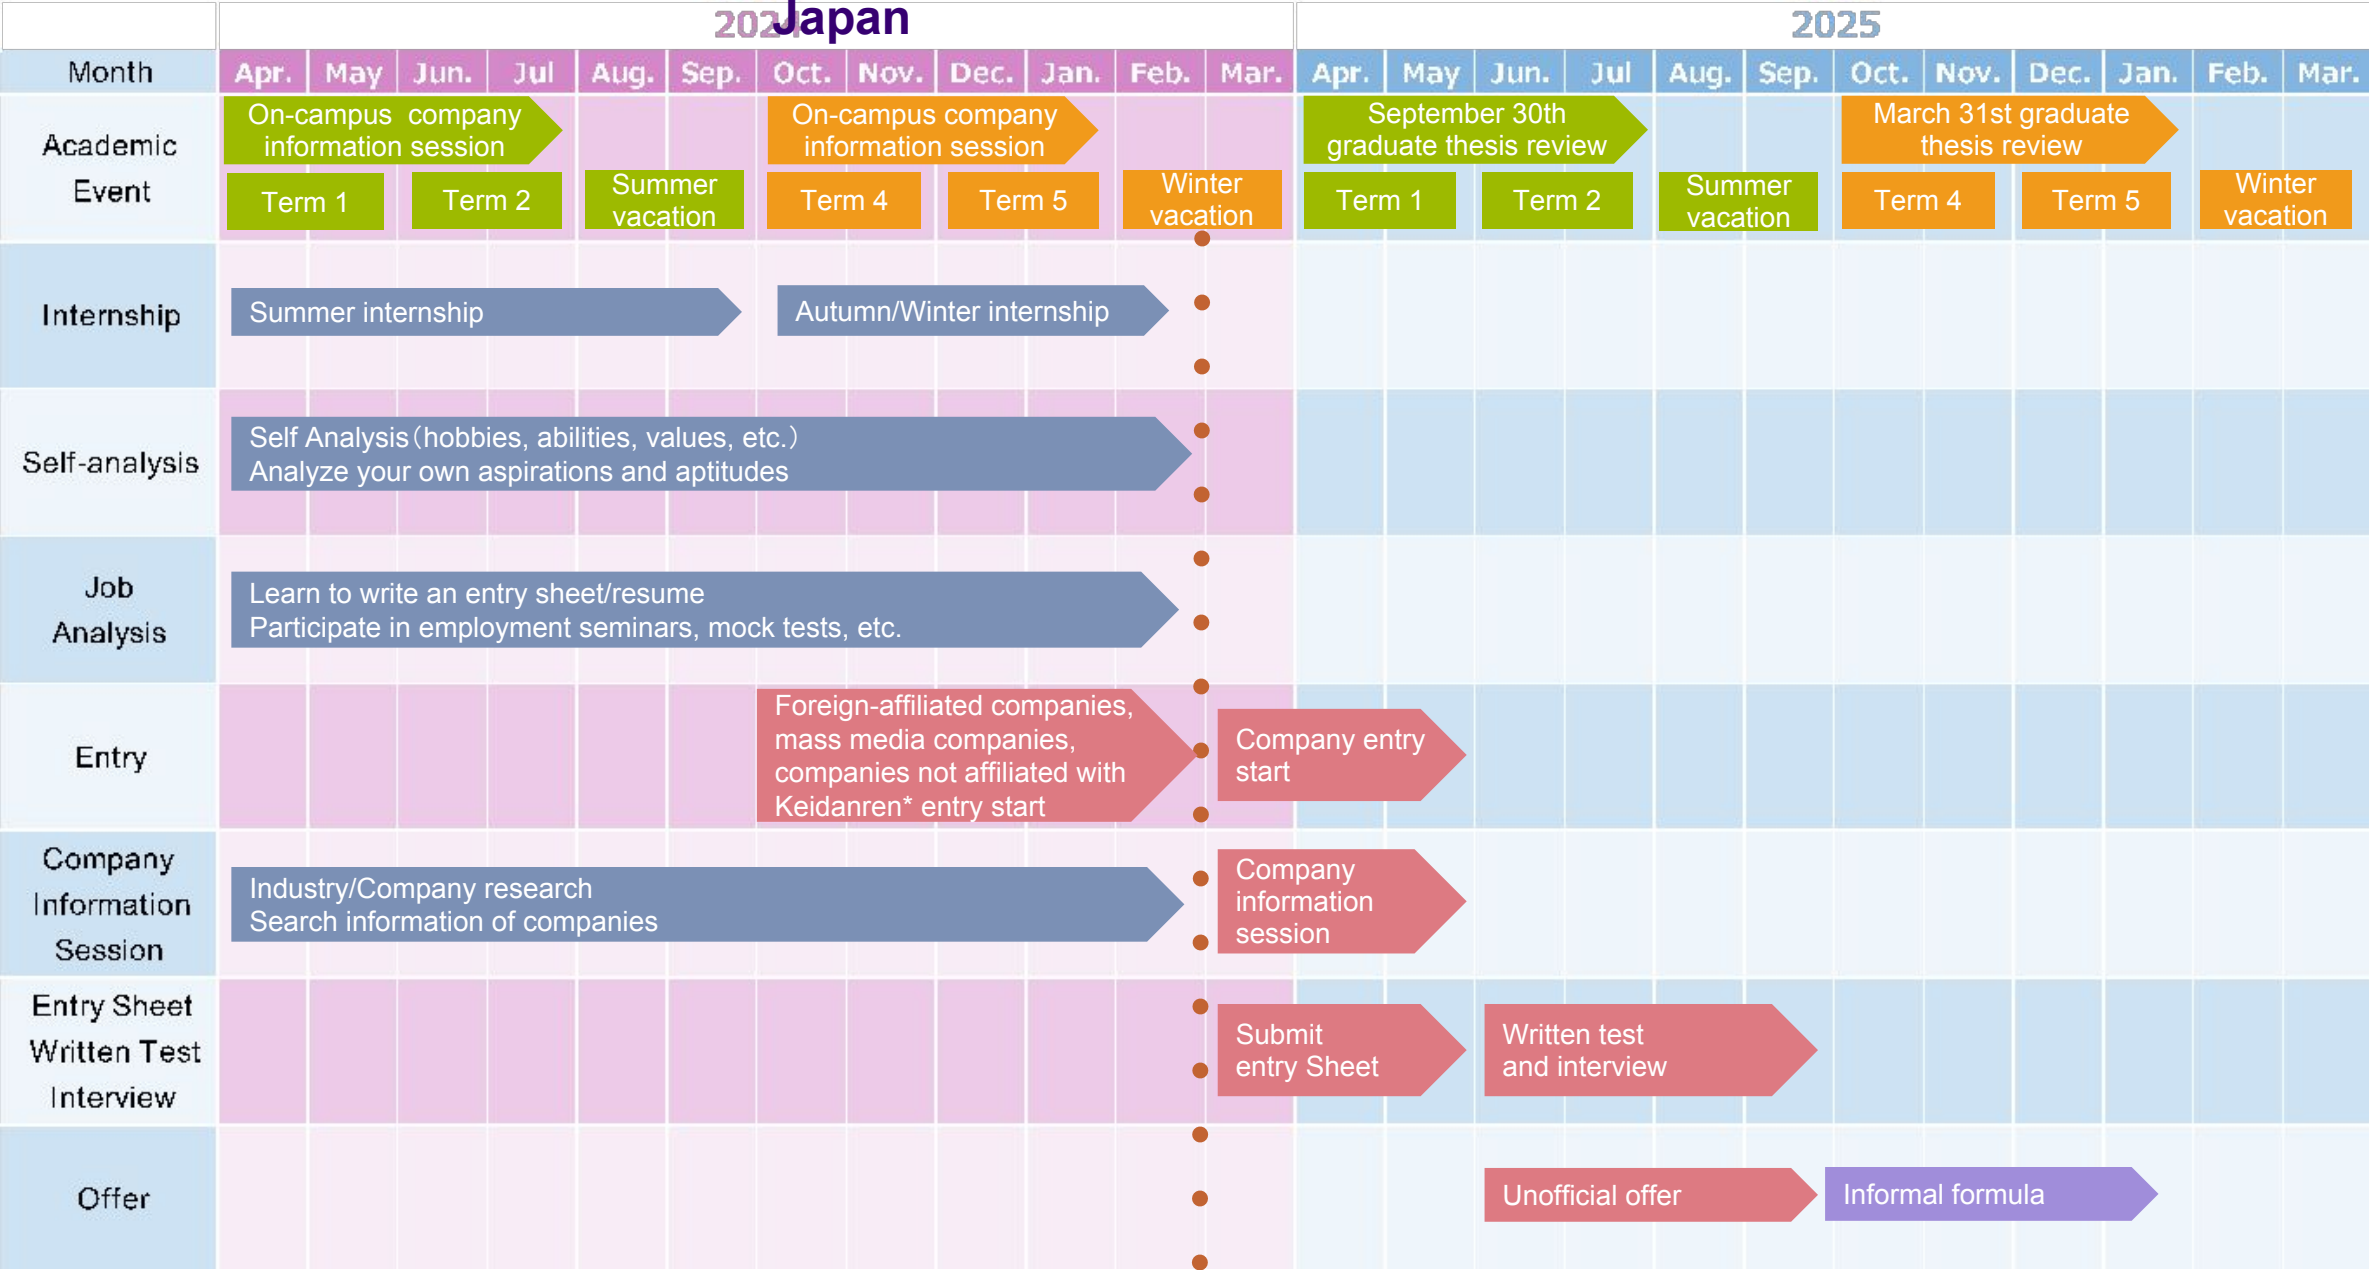 2024
Japan
2025
Month
Apr.
May
Jun.
Jul
Aug.
Sep.
Oct.
Nov.
Dec.
Jan.
Feb.
Mar.
Apr.
May
Jun.
Jul
Aug.
Sep.
Oct.
Nov.
Dec.
Jan.
Feb.
Mar.
Academic
Event
On-campus company
information session
On-campus company
information session
September 30th
graduate thesis review
March 31st graduate
thesis review
Term 1
Term 2
Summer
vacation
Term 4
Term 5
Winter
vacation
Term 1
Term 2
Summer
vacation
Term 4
Term 5
Winter
vacation
Internship
Summer internship
Autumn/Winter internship
Self-analysis
Self Analysis（hobbies, abilities, values, etc.）
Analyze your own aspirations and aptitudes
Job
Analysis
Learn to write an entry sheet/resume
Participate in employment seminars, mock tests, etc.
Entry
Foreign-affiliated companies,
mass media companies,
companies not affiliated with
Keidanren* entry start
Company entry
start
Company
Information
Session
Industry/Company research
Search information of companies
Company
information
session
Entry Sheet
Written Test
Interview
Submit
entry Sheet
Written test
and interview
Offer
Unofficial offer
Informal formula